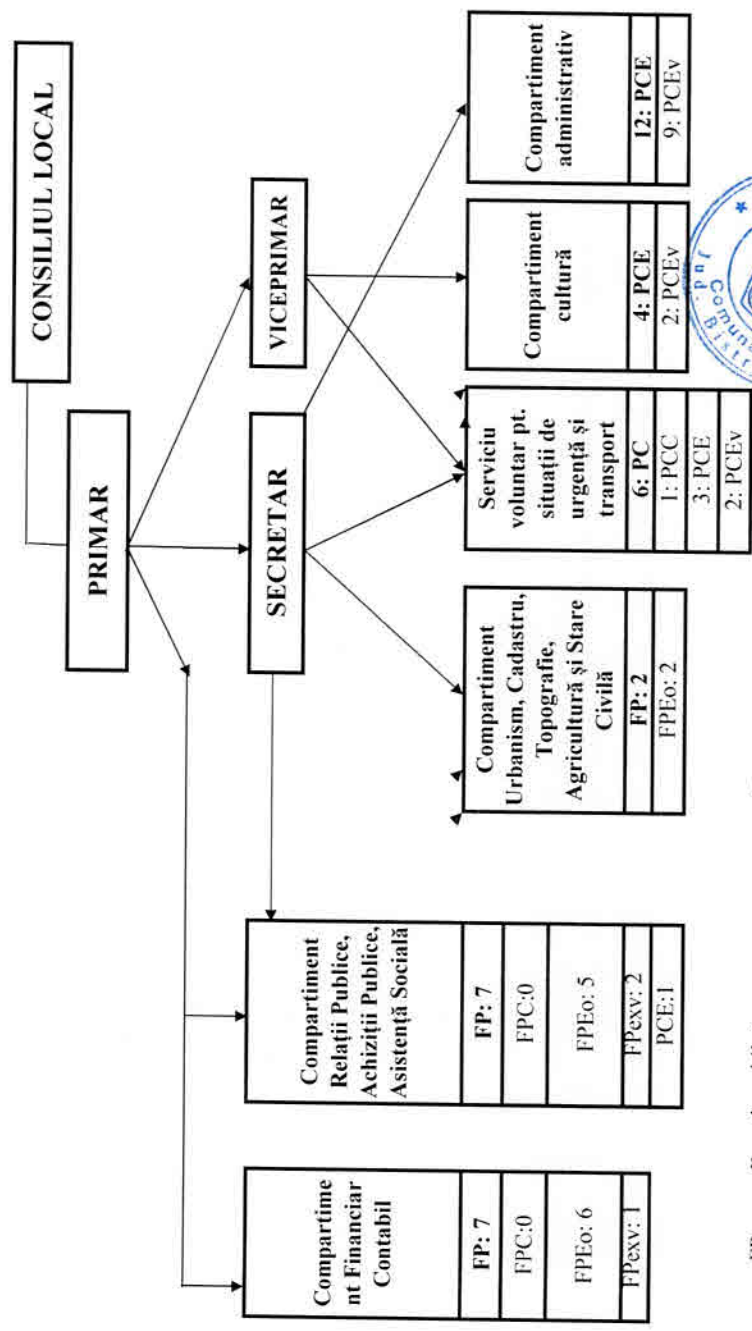 CONSILIUL LOCAL
PRIMAR
SECRETAR
VICEPRIMAR
Compartime
nt Financiar
Contabil
FP: 7
FPC:0
FPEo: 6
FPexv: 1
Compartiment
Relații Publice,
Achiziții Publice,
Asistență Socială
FP: 7
FPC:0
FPEo: 5
FPexv: 2
PCE:1
Compartiment
Urbanism, Cadastru,
Topografie,
Agricultură și Stare
Civilă
FP: 2
FPEo: 2
Serviciu
voluntar pt.
situații de
urgență și
transport
6: PC
1: PCC
3: PCE
2: PCEv
Compartiment
cultură
4: PCE
2: PCEv
Compartiment
administrativ
12: PCE
9: PCEv
Jud. Bistr
Comuna